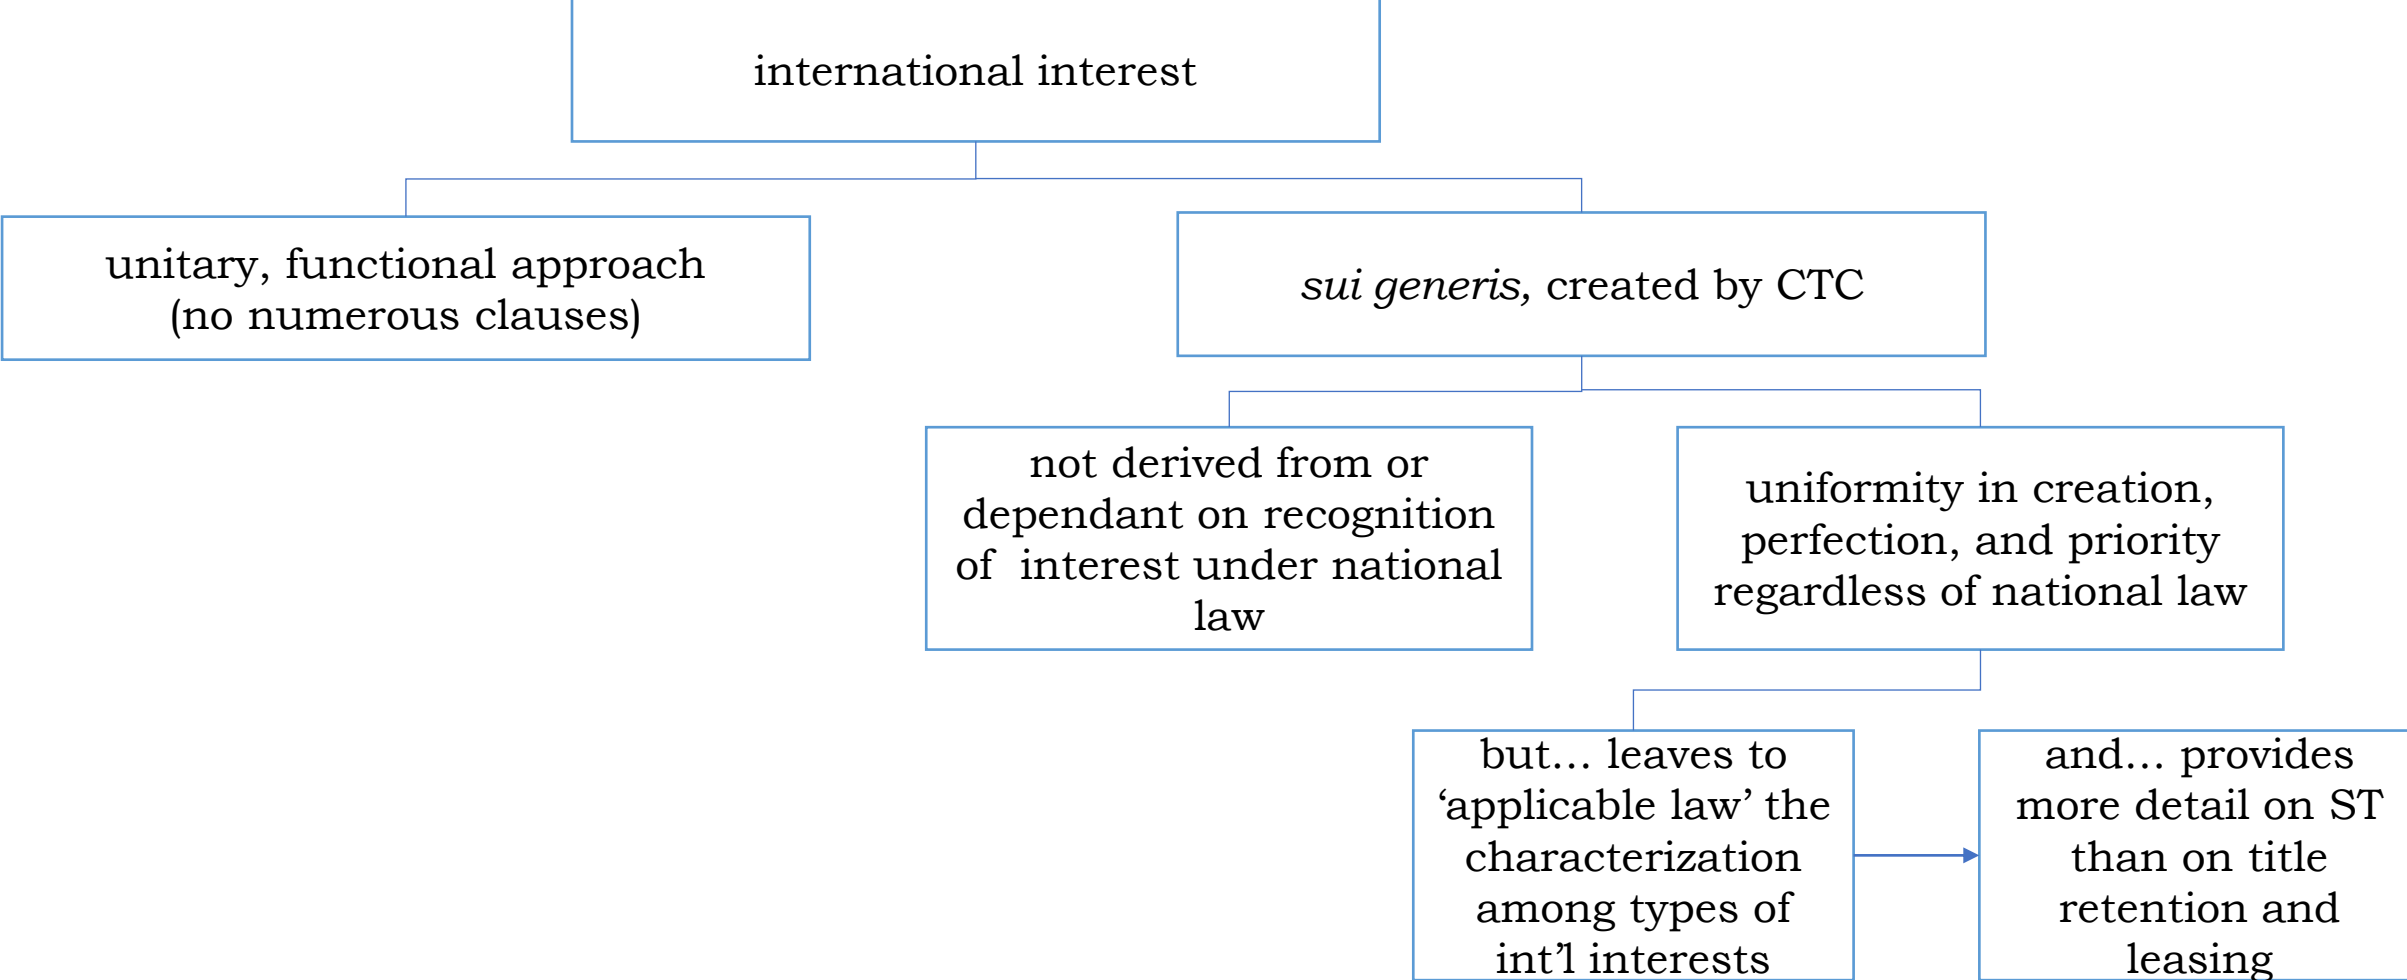 international interest
unitary, functional approach
(no numerous clauses)
sui generis, created by CTC
not derived from or
dependant on recognition
of  interest under national
law
uniformity in creation,
perfection, and priority
regardless of national law
but… leaves to
‘applicable law’ the
characterization
among types of
int’l interests
and… provides
more detail on ST
than on title
retention and
leasing